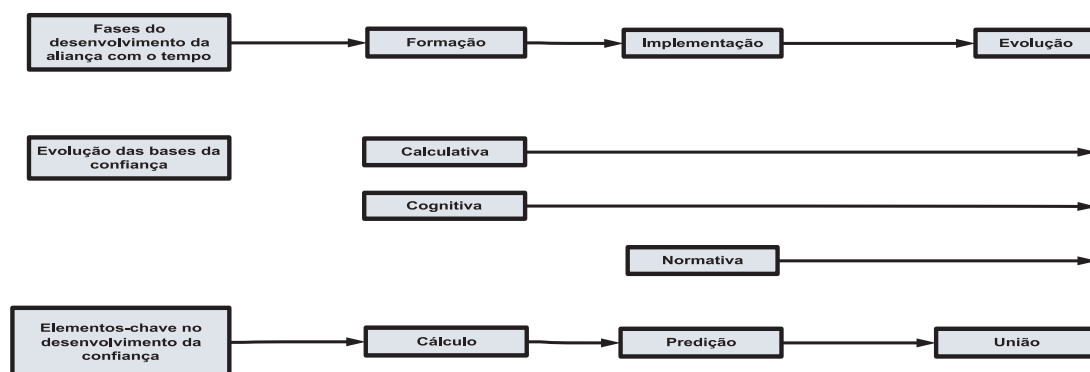 Fases do
desenvolvimento da
aliança com o tempo
Formação
Implementação
Evolução
Evolução das bases da
confiança
Calculativa
Cognitiva
Normativa
Elementos-chave no
desenvolvimento da
confiança
Cálculo
Predição
União